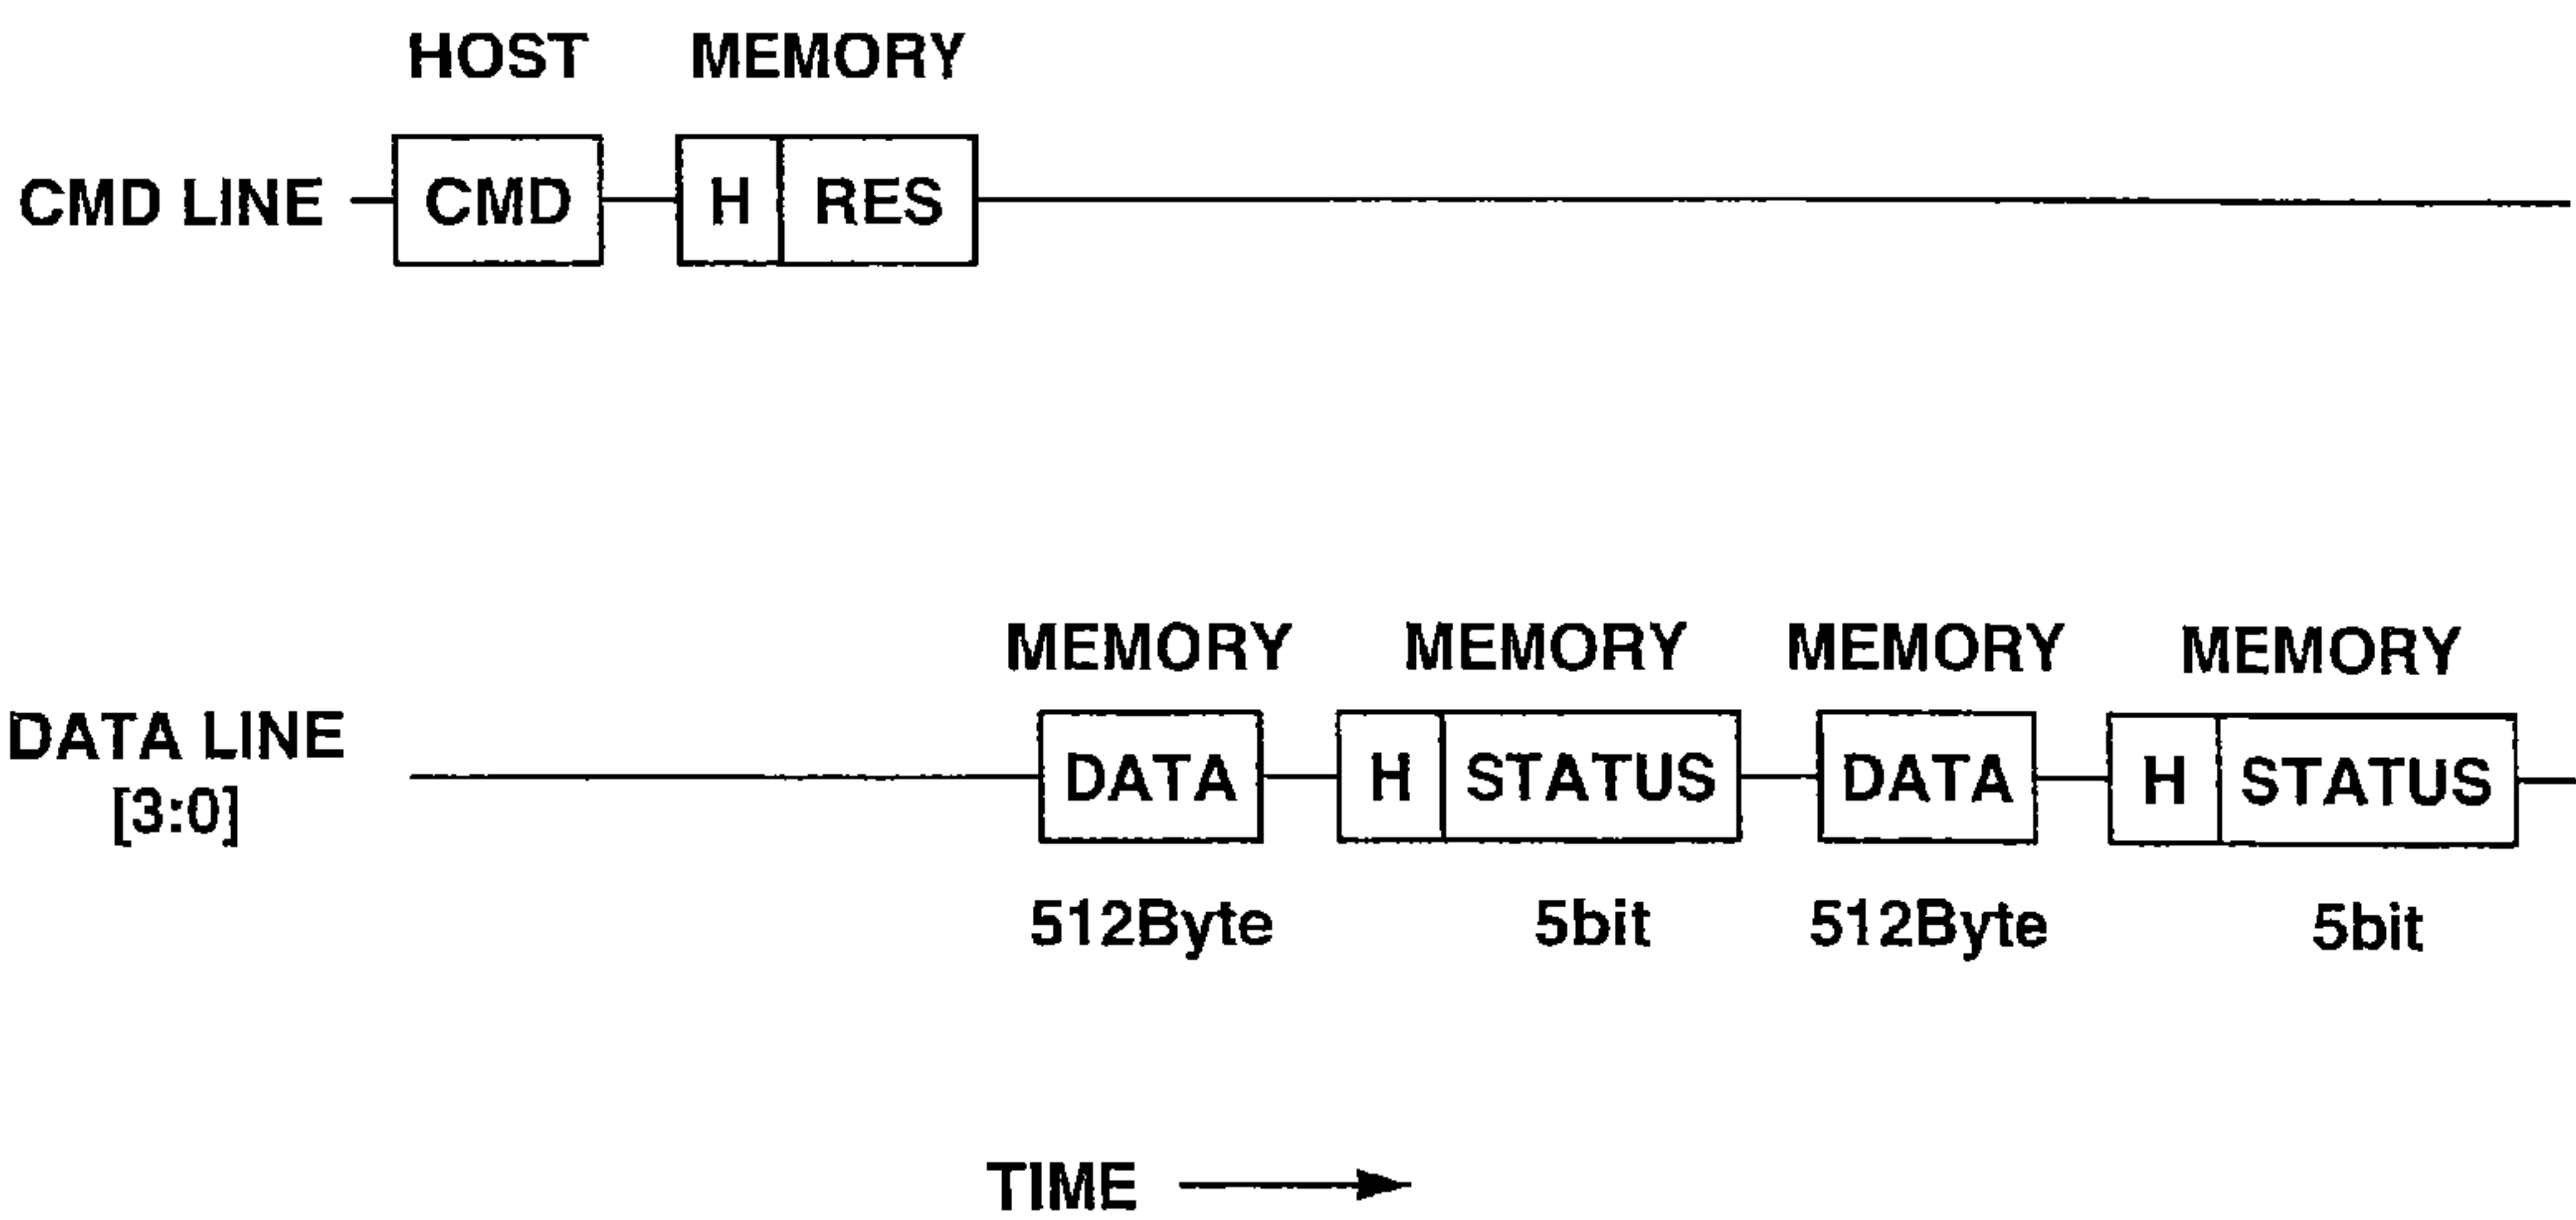 HOST MEMORY
CMD LINE CMD H RES
MEMORY MEMORY MEMORY MEMORY
DATA LINE DATA H STATUS DATA H STATUS
[3:0]
512Byte 5bit 512Byte 5bit
TIME